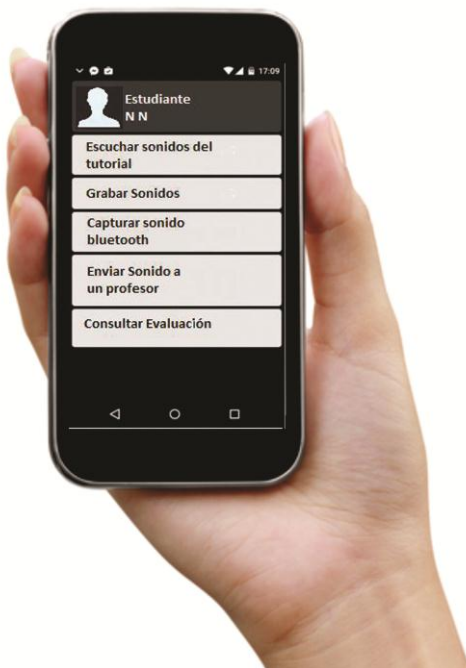 17:09
Estudiante
N N
Escuchar sonidos del
tutorial
Grabar Sonidos
Capturar sonido
bluetooth
Enviar Sonido a
un profesor
Consultar Evaluación